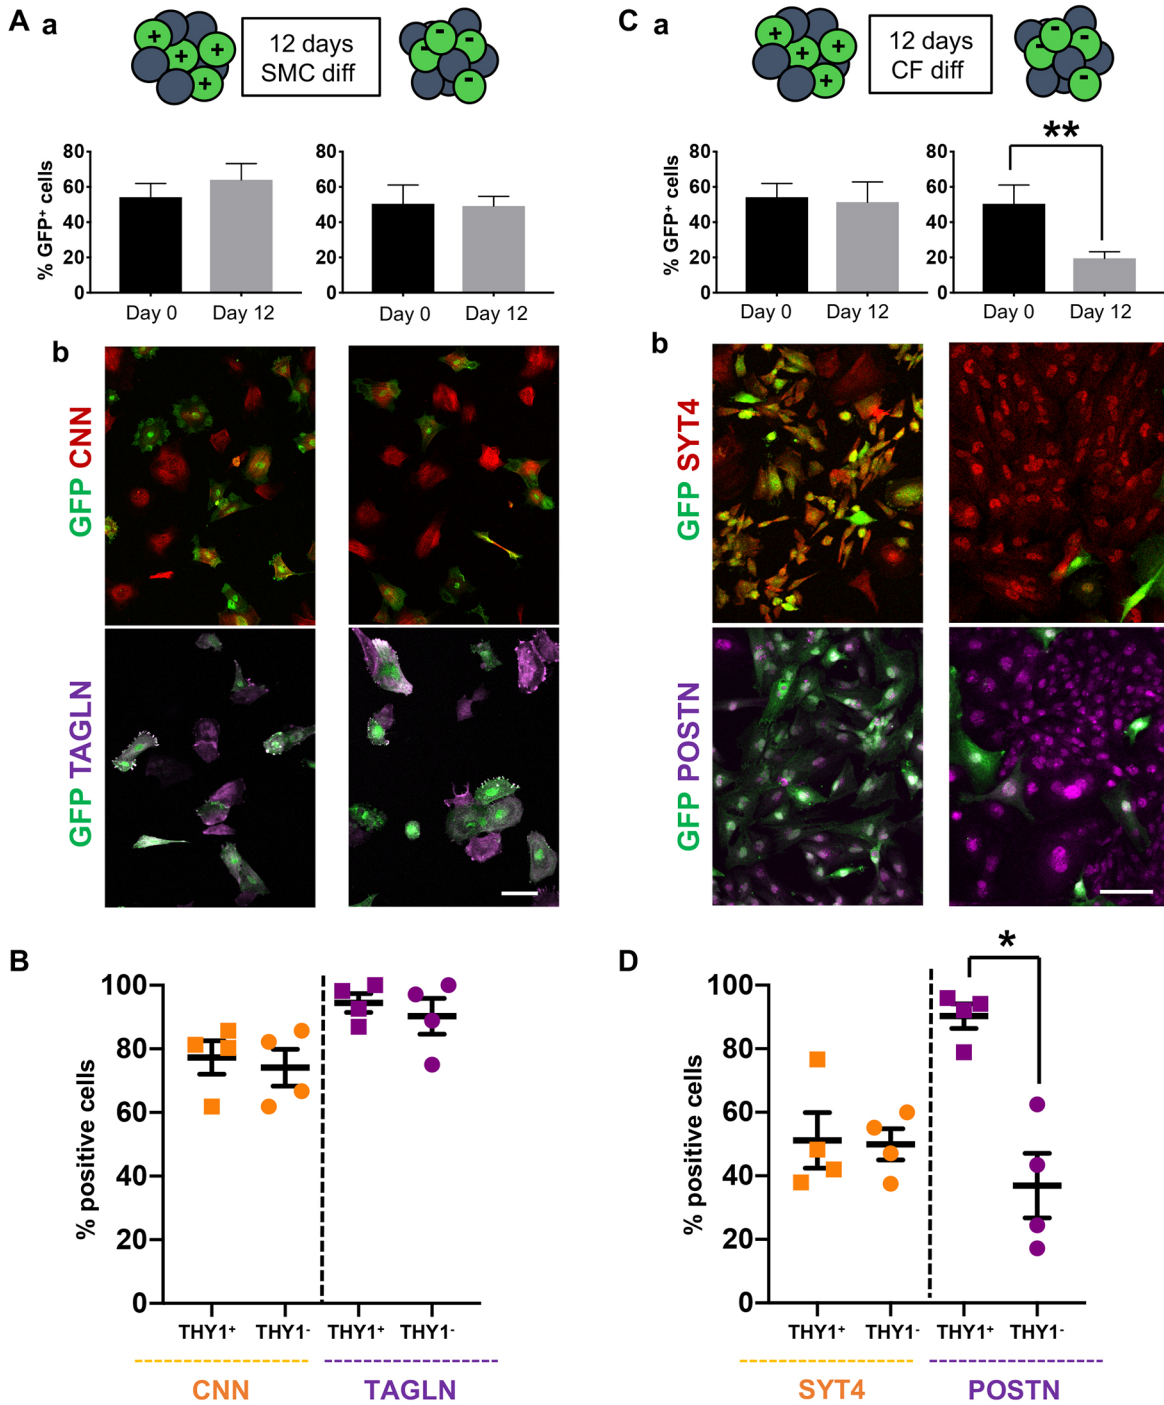 A a
+ + + + +
12 days
SMC diff
- - - -
% GFP+ cells
80
60
40
20
0
Day 0 Day 12
80
60
40
20
0
Day 0 Day 12
b
GFP CNN
GFP TAGLN
B
% positive cells
100
80
60
40
20
0
THY1+ THY1- THY1+ THY1-
CNN TAGLN
C a
+ + + + +
12 days
CF diff
- - - -
% GFP+ cells
80
60
40
20
0
Day 0 Day 12
**
80
60
40
20
0
Day 0 Day 12
b
GFP SYT4
GFP POSTN
D
*
% positive cells
100
80
60
40
20
0
THY1+ THY1- THY1+ THY1-
SYT4 POSTN